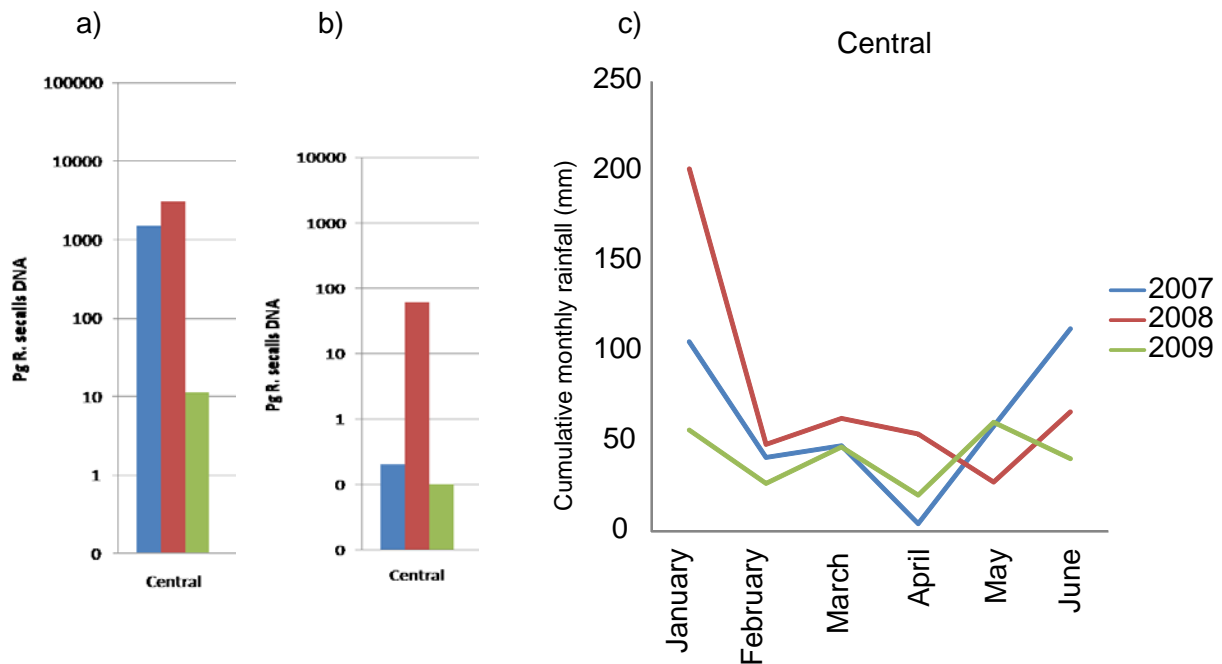 a)
100000
10000
1000
100
10
1
0
Pg R. secalls DNA
Central
b)
10000
1000
100
10
1
0
0
Pg R. secalls DNA
Central
c)
Central
250
200
150
100
50
0
Cumulative monthly rainfall (mm)
January
February
March
April
May
June
2007
2008
2009